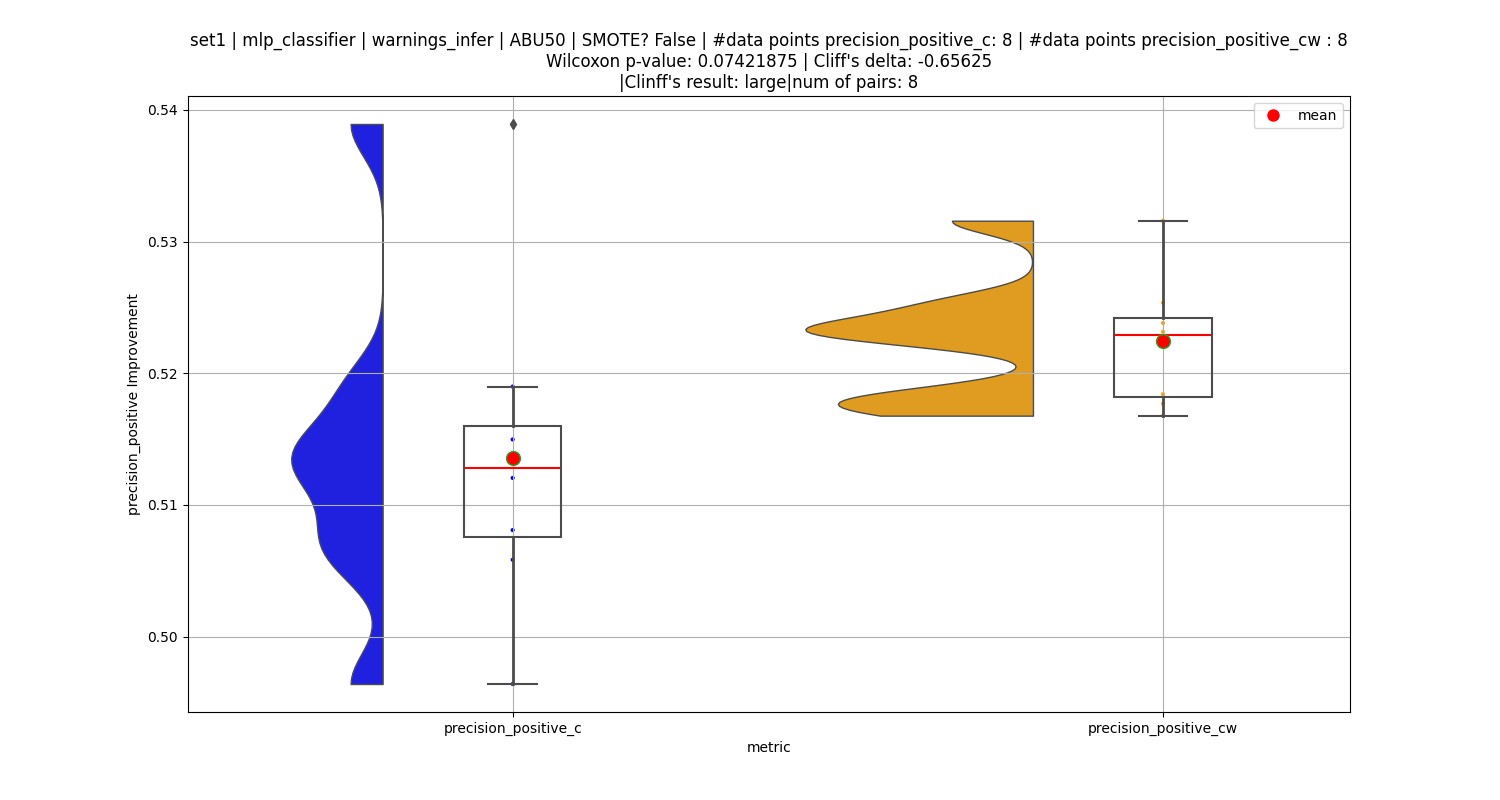 set1 | mlp_classifier | warnings_infer | ABU50 | SMOTE? False | #data points precision_positive_c: 8 | #data points precision_positive_cw : 8
Wilcoxon p-value: 0.07421875 | Cliff's delta: -0.65625
|Clinff's result: large|num of pairs: 8
mean
0.54
0.53
0.52
0.51
0.50
precision_positive Improvement
precision_positive_c
precision_positive_cw
metric